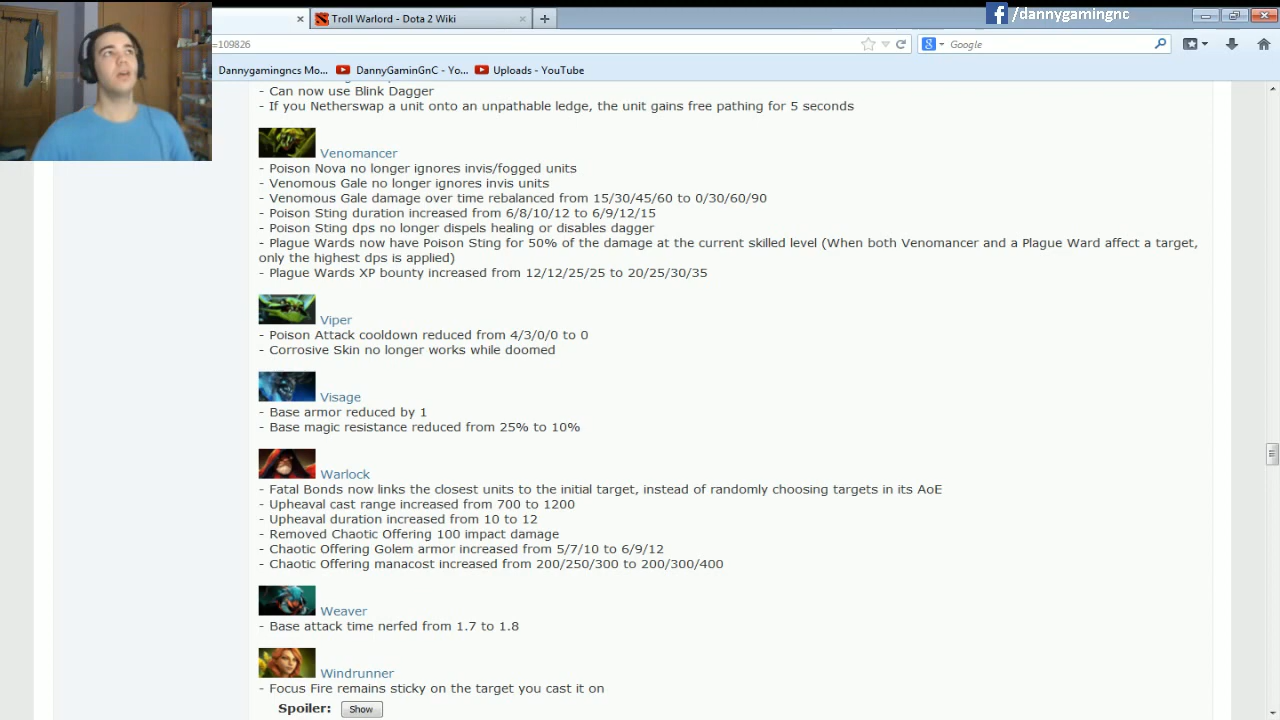 Troll Warlord - Dota 2 Wiki
/dannygamingnc
=109826
Google
Dannygamingncs Mo...
DannyGaminGnC - Yo...
Uploads - YouTube
- Can now use Blink Dagger
- If you Netherswap a unit onto an unpathable ledge, the unit gains free pathing for 5 seconds
Venomancer
- Poison Nova no longer ignores invis/fogged units
- Venomous Gale no longer ignores invis units
- Venomous Gale damage over time rebalanced from 15/30/45/60 to 0/30/60/90
- Poison Sting duration increased from 6/8/10/12 to 6/9/12/15
- Poison Sting dps no longer dispels healing or disables dagger
- Plague Wards now have Poison Sting for 50% of the damage at the current skilled level (When both Venomancer and a Plague Ward affect a target,
only the highest dps is applied)
- Plague Wards XP bounty increased from 12/12/25/25 to 20/25/30/35
Viper
- Poison Attack cooldown reduced from 4/3/0/0 to 0
- Corrosive Skin no longer works while doomed
Visage
- Base armor reduced by 1
- Base magic resistance reduced from 25% to 10%
Warlock
- Fatal Bonds now links the closest units to the initial target, instead of randomly choosing targets in its AoE
- Upheaval cast range increased from 700 to 1200
- Upheaval duration increased from 10 to 12
- Removed Chaotic Offering 100 impact damage
- Chaotic Offering Golem armor increased from 5/7/10 to 6/9/12
- Chaotic Offering manacost increased from 200/250/300 to 200/300/400
Weaver
- Base attack time nerfed from 1.7 to 1.8
Windrunner
- Focus Fire remains sticky on the target you cast it on
Spoiler: Show